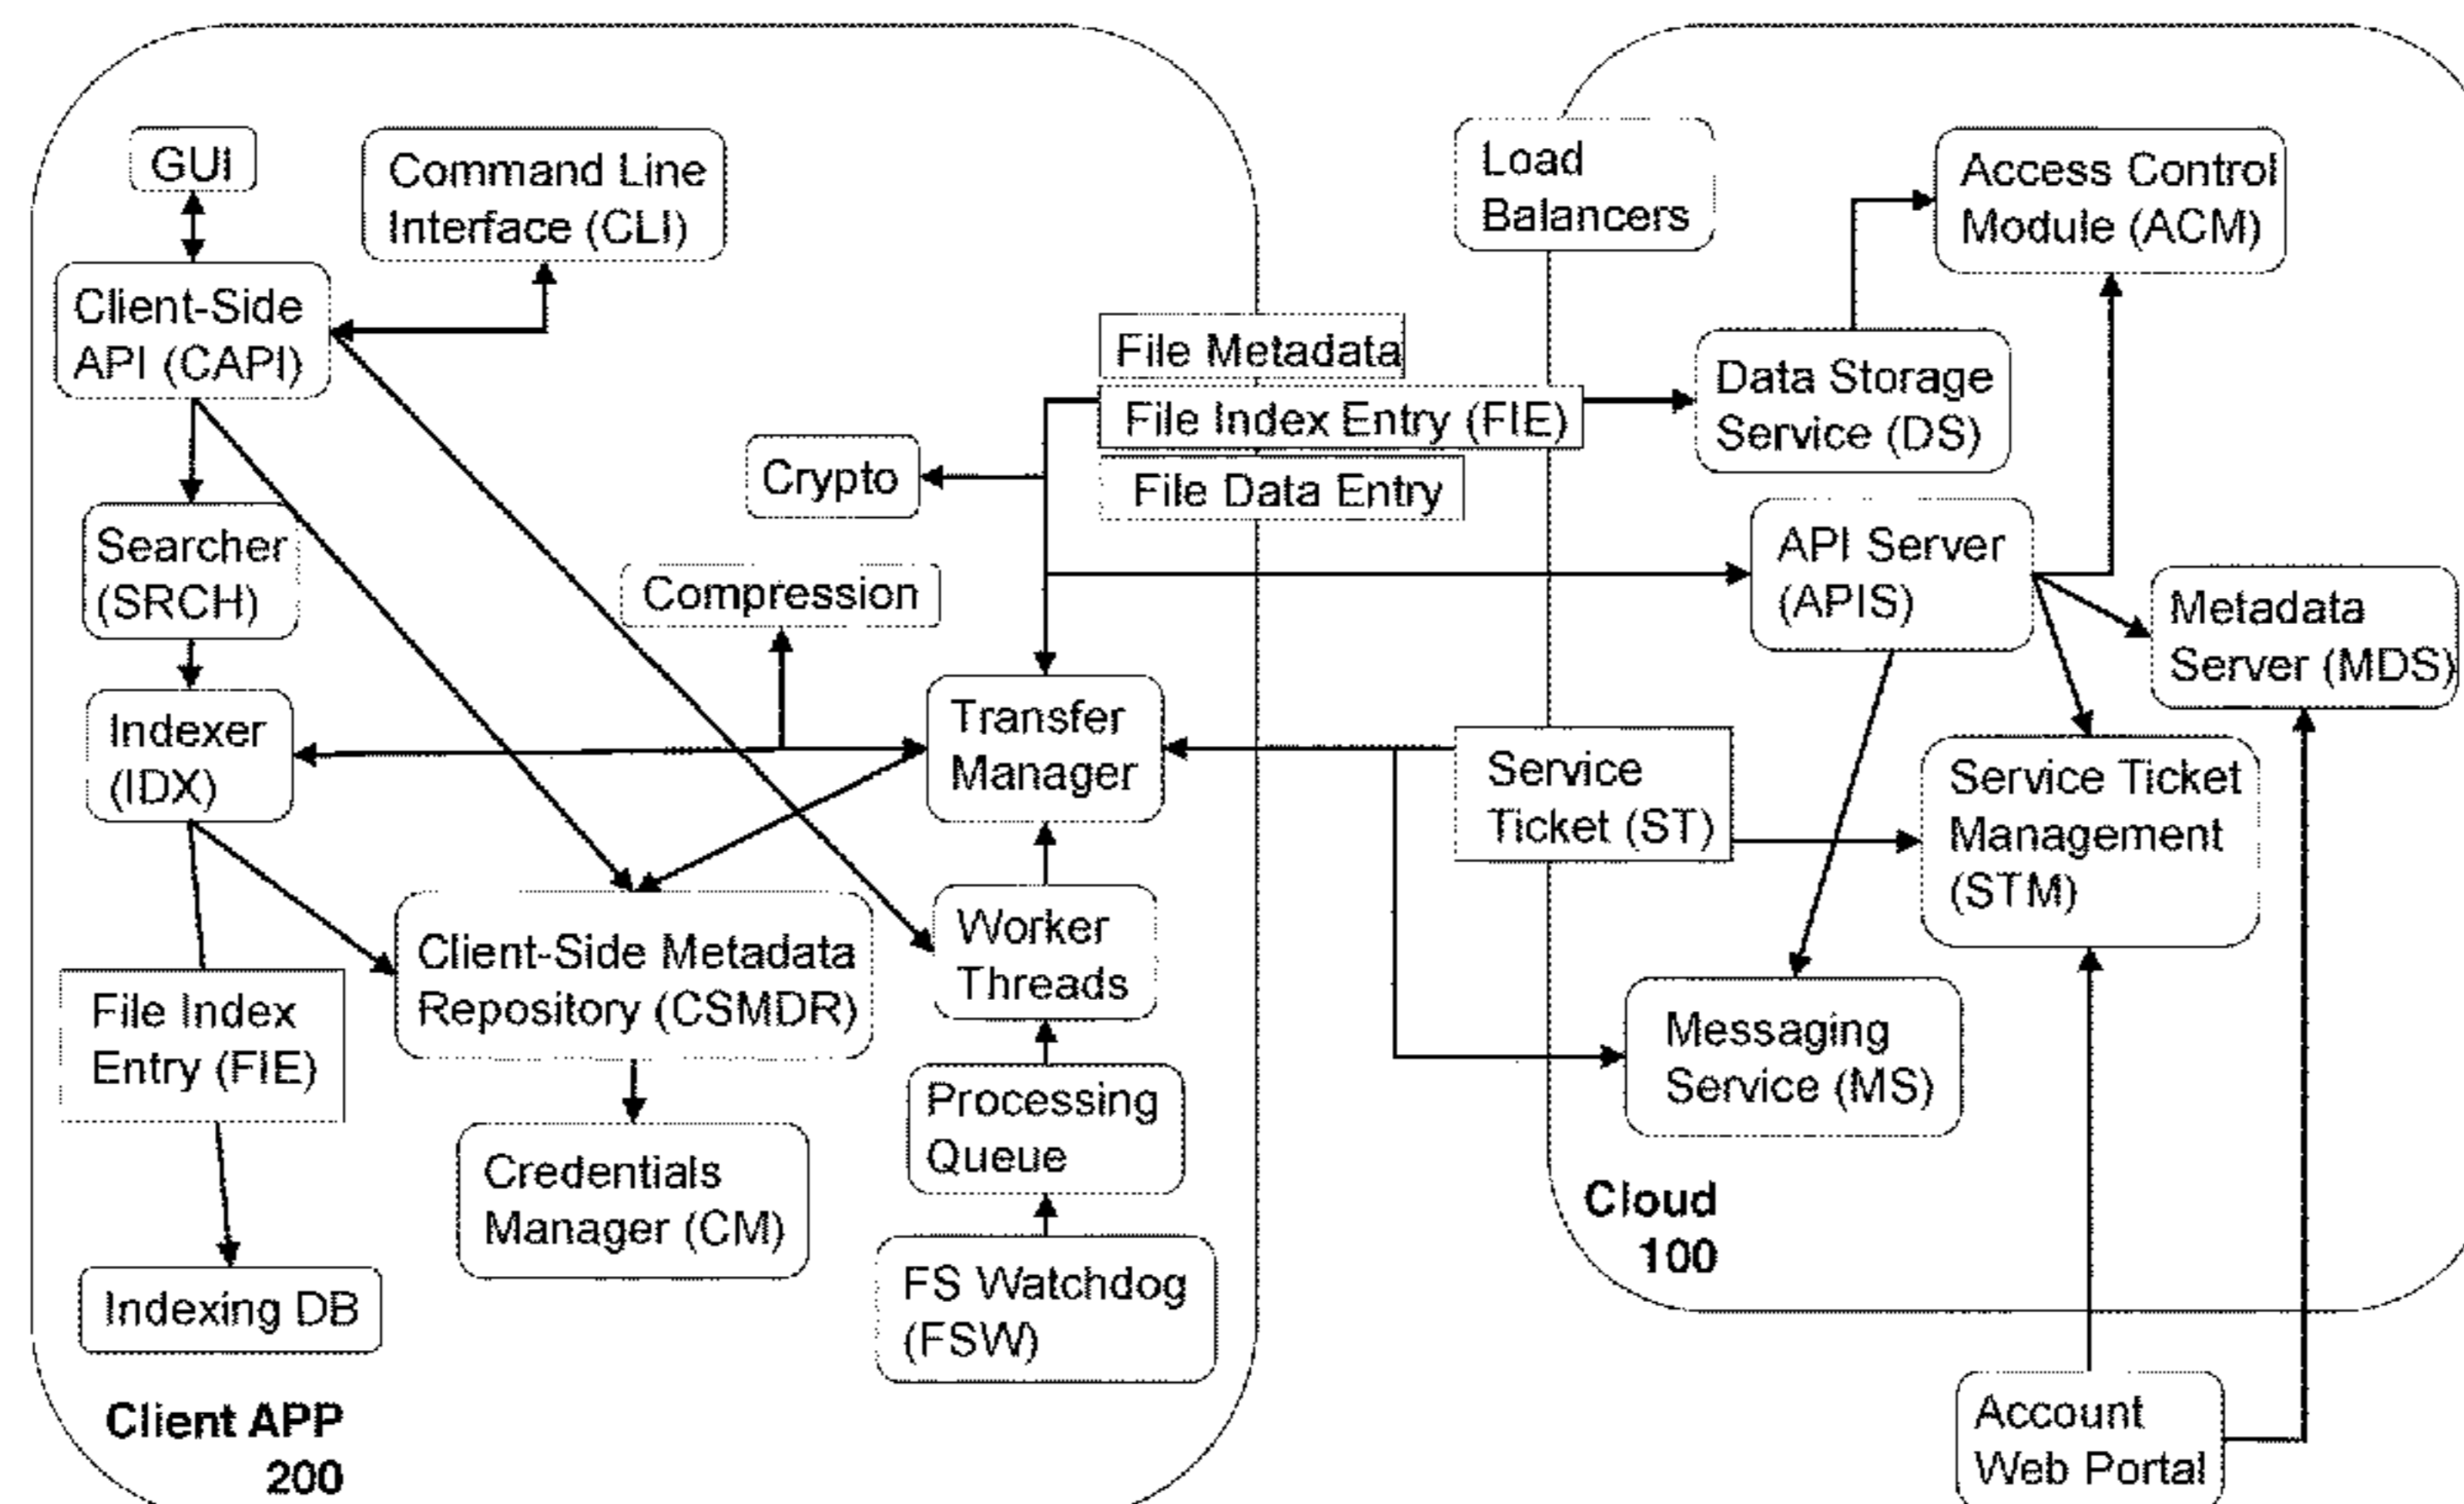 GUI
Command Line
Interface (CLI)
Client-Side
API (CAPI)
Searcher
(SRCH)
Indexer
(IDX)
File Index
Entry (FIE)
Indexing DB
Client APP
200
Crypto
Compression
Transfer
Manager
Client-Side Metadata
Repository (CSMDR)
Credentials
Manager (CM)
Worker
Threads
Processing
Queue
FS Watchdog
(FSW)
File Metadata
File Index Entry (FIE)
File Data Entry
Load
Balancers
Access Control
Module (ACM)
Data Storage
Service (DS)
API Server
(APIS)
Metadata
Server (MDS)
Service
Ticket (ST)
Service Ticket
Management
(STM)
Messaging
Service (MS)
Cloud
100
Account
Web Portal